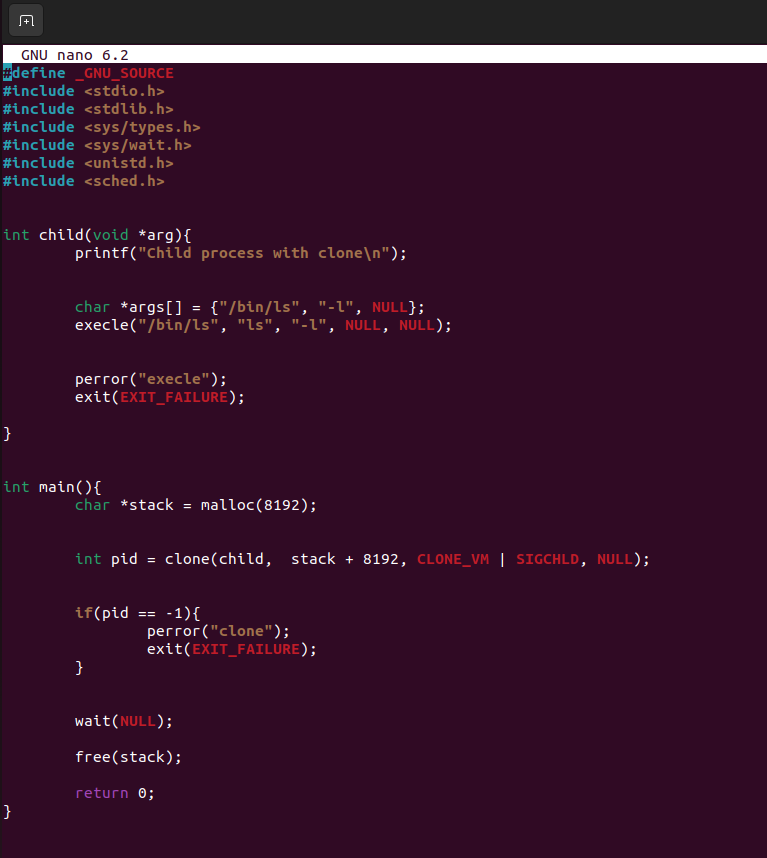 GNU nano 6.2
#define _GNU_SOURCE
#include <stdio.h>
#include <stdlib.h>
#include <sys/types.h>
#include <sys/wait.h>
#include <unistd.h>
#include <sched.h>
int child(void *arg){
printf("Child process with clone\n");
char *args[] = {"/bin/ls", "-l", NULL};
execle("/bin/ls", "ls", "-l", NULL, NULL);
perror("execle");
exit(EXIT_FAILURE);
}
int main(){
char *stack = malloc(8192);
int pid = clone(child,  stack + 8192, CLONE_VM | SIGCHLD, NULL);
if(pid == -1){
perror("clone");
exit(EXIT_FAILURE);
}
wait(NULL);
free(stack);
return 0;
}